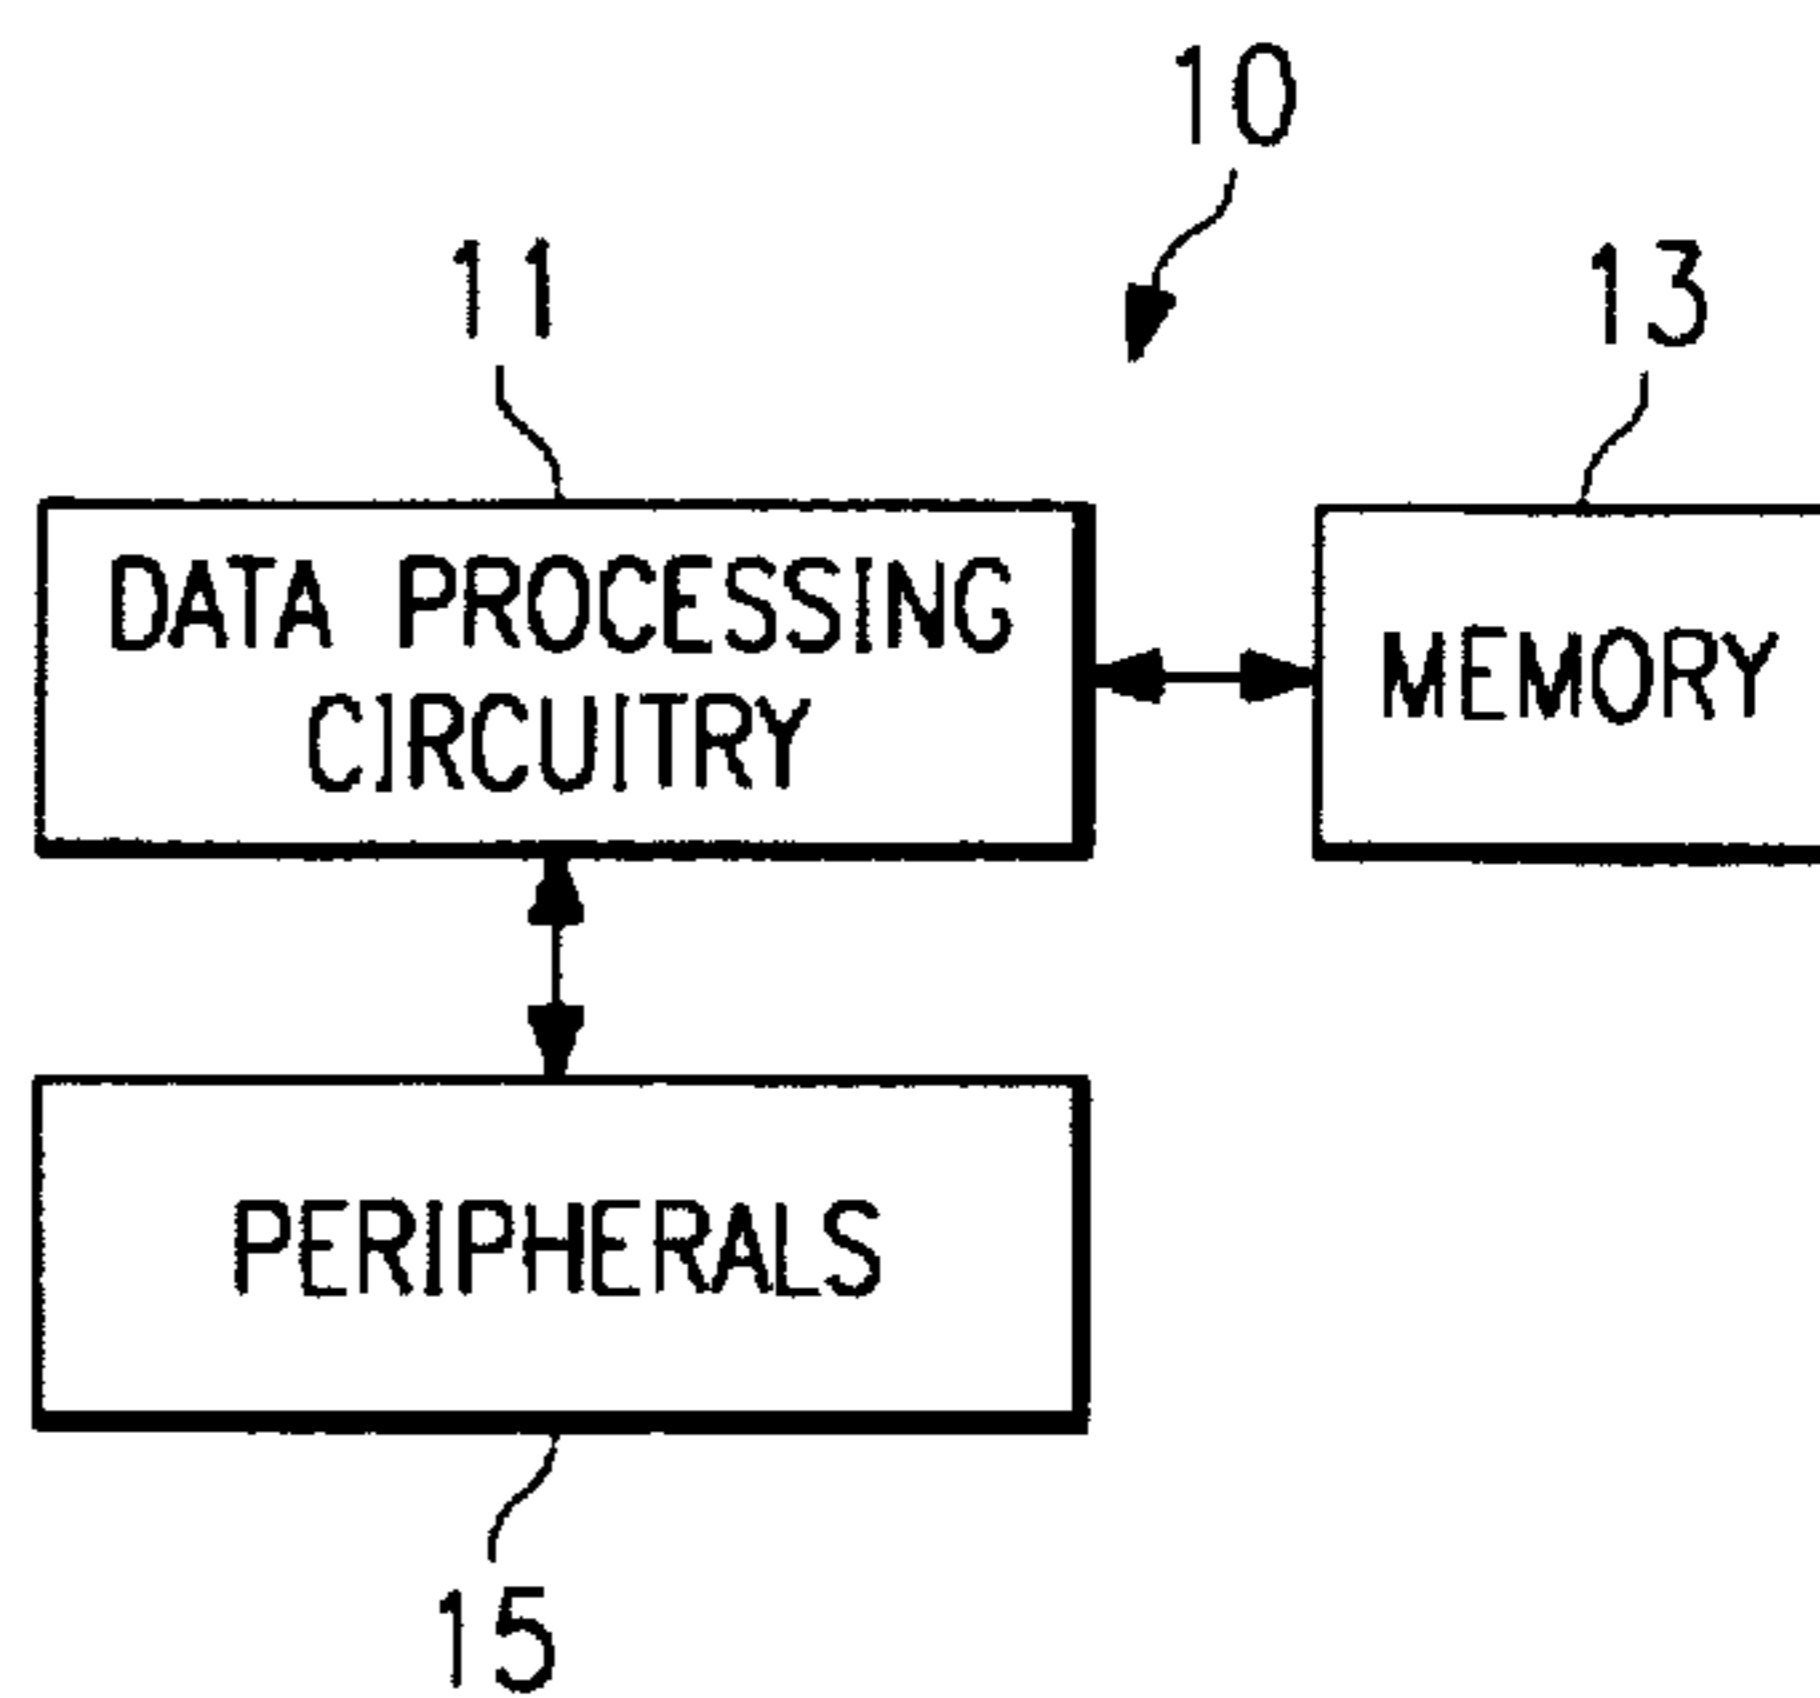 10
11
13
DATA PROCESSING
CIRCUITRY
MEMORY
PERIPHERALS
15